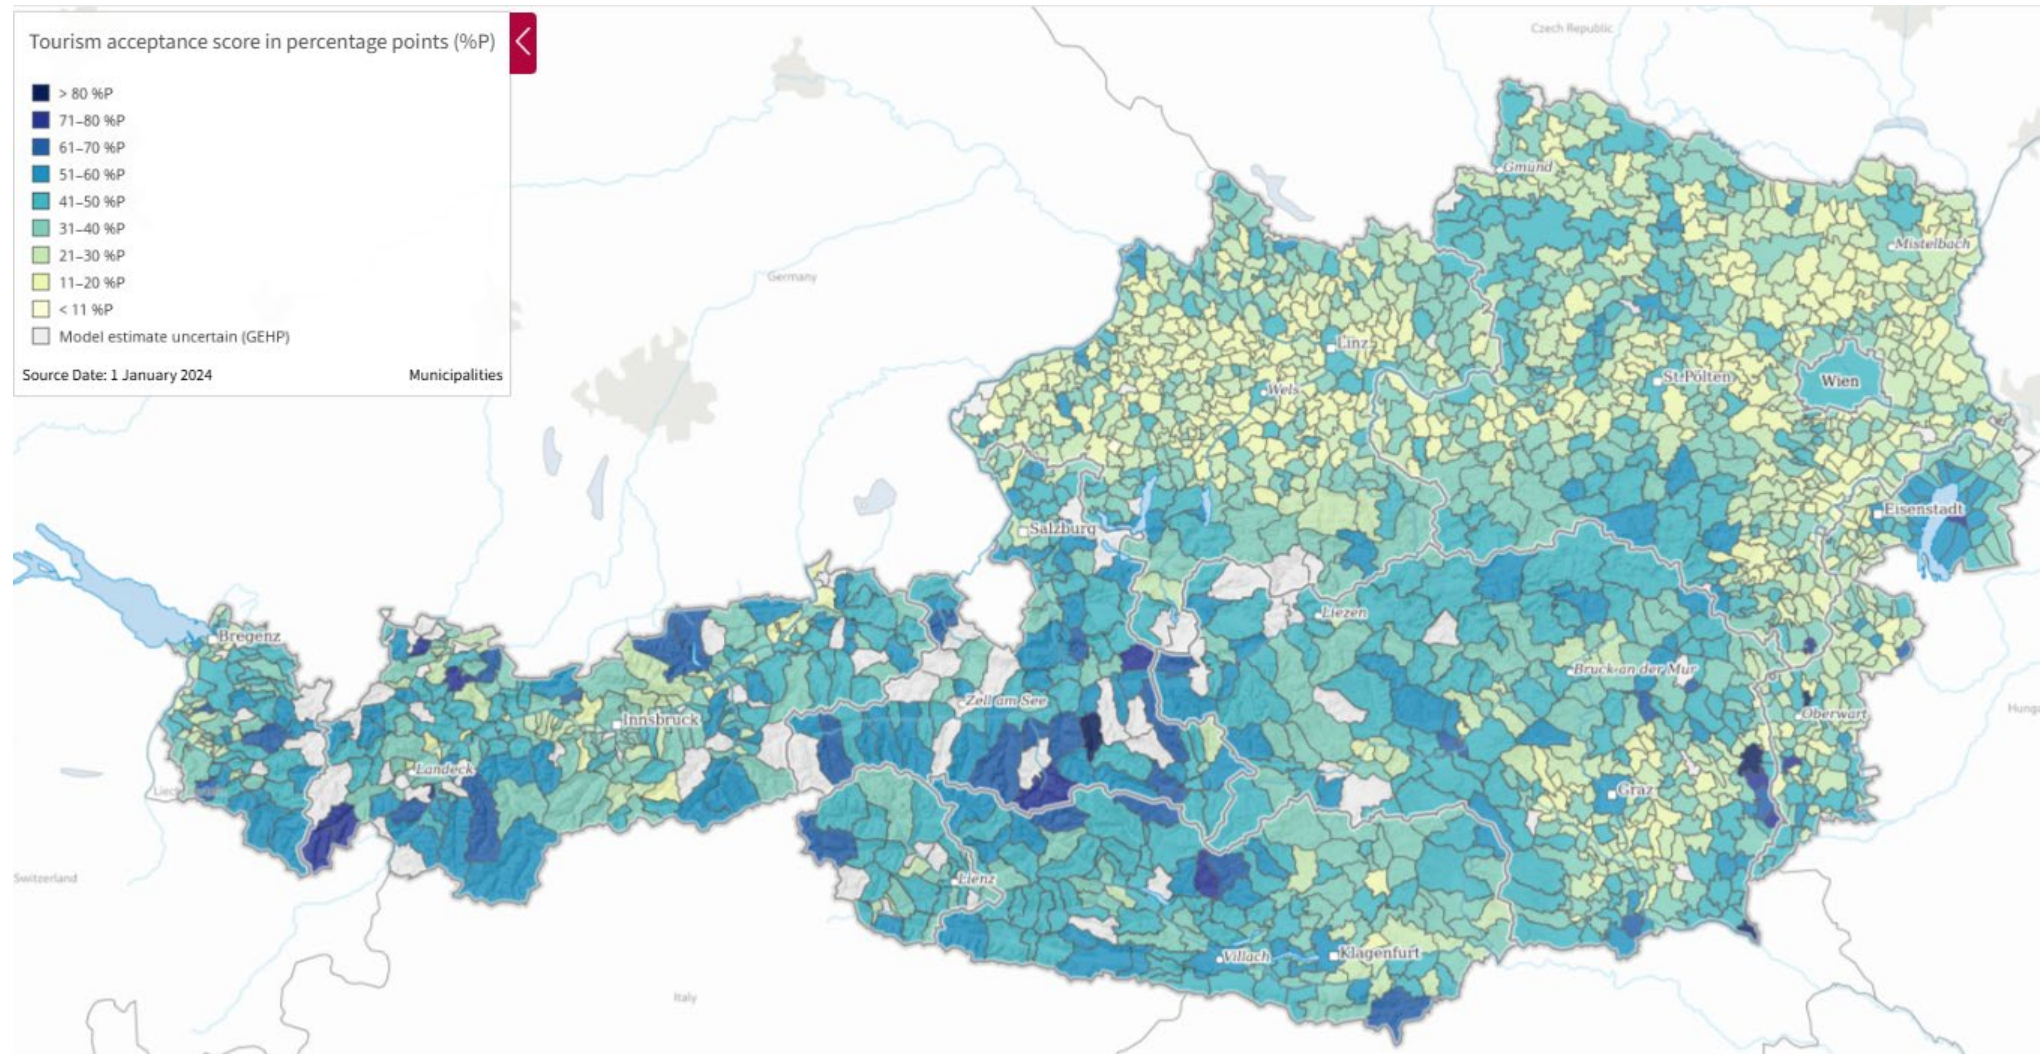 Tourism acceptance score in percentage points (%P)
> 80 %P
71–80 %P
61–70 %P
51–60 %P
41–50 %P
31–40 %P
21–30 %P
11–20 %P
< 11 %P
Model estimate uncertain (GEHP)
Source Date: 1 January 2024
Municipalities
Czech Republic
Gmünd
Mistelbach
Germany
Linz
Wels
St.Pölten
Wien
Eisenstadt
Salzburg
Liezen
Bregenz
Bruck an der Mur
Zell am See
Innsbruck
Oberwart
Landeck
Graz
Switzerland
Lienz
Villach
Klagenfurt
Italy